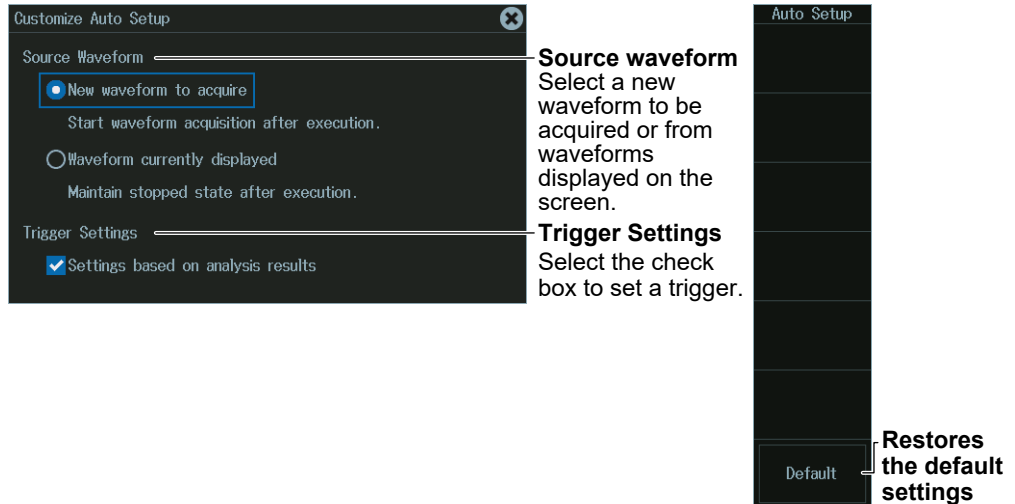 Customize Auto Setup
Source Waveform
New waveform to acquire
Start waveform acquisition after execution.
Waveform currently displayed
Maintain stopped state after execution.
Trigger Settings
Settings based on analysis results
Source waveform
Select a new
waveform to be
acquired or from
waveforms
displayed on the
screen.
Trigger Settings
Select the check
box to set a trigger.
Auto Setup
Default
Restores
the default
settings